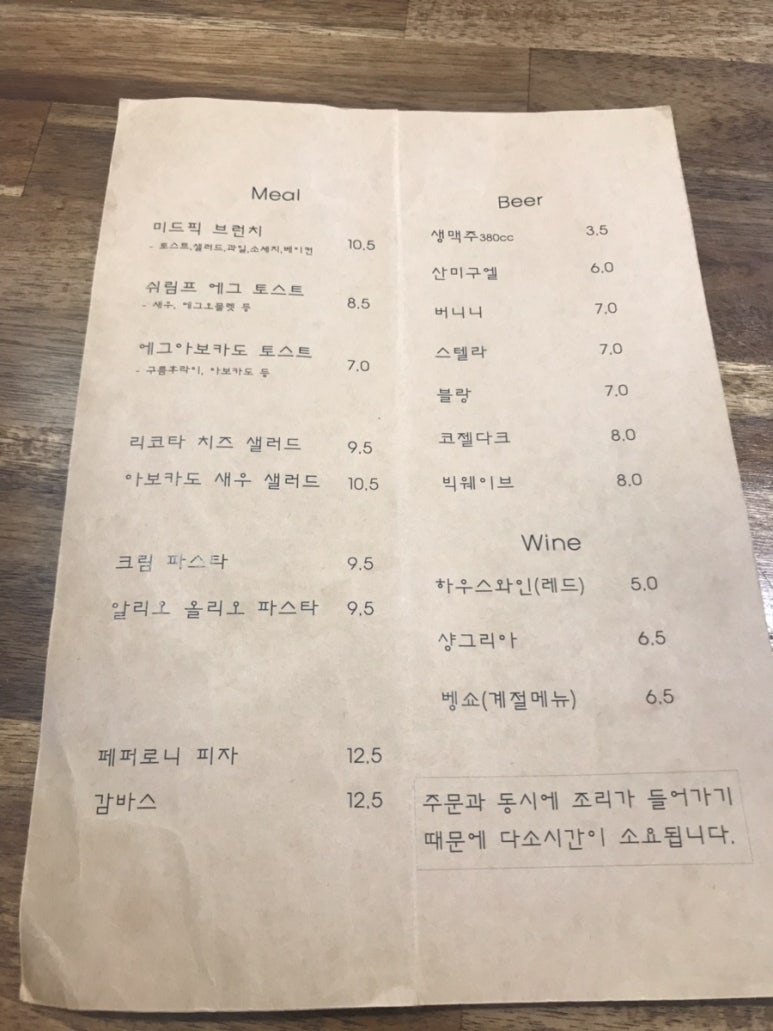 Meal
미드픽 브런치
- 토스트,샐러드,과일,소세지,베이컨 10.5
쉬림프 에그 토스트
- 새우, 에그오믈렛 등 8.5
에그아보카도 토스트
- 구름후라이, 아보카도 등 7.0
리코타 치즈 샐러드 9.5
아보카도 새우 샐러드 10.5
크림 파스타 9.5
알리오 올리오 파스타 9.5
페퍼로니 피자 12.5
감바스 12.5
Beer
생맥주380cc 3.5
산미구엘 6.0
버니니 7.0
스텔라 7.0
블랑 7.0
코젤다크 8.0
빅웨이브 8.0
Wine
하우스와인(레드) 5.0
샹그리아 6.5
벵쇼(계절메뉴) 6.5
주문과 동시에 조리가 들어가기
때문에 다소시간이 소요됩니다.